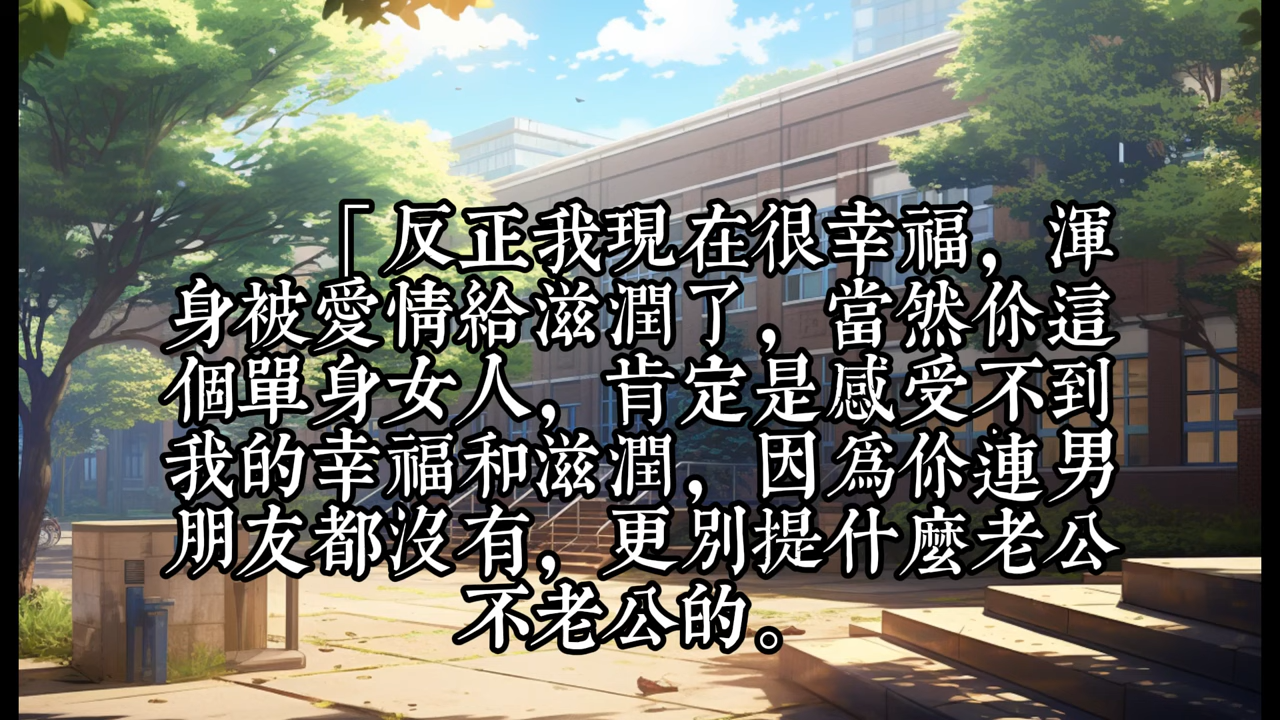 「反正我現在很幸福，渾
身被愛情給滋潤了，當然你這
個單身女人，肯定是感受不到
我的幸福和滋潤，因爲你連男
朋友都沒有，更別提什麼老公
不老公的。